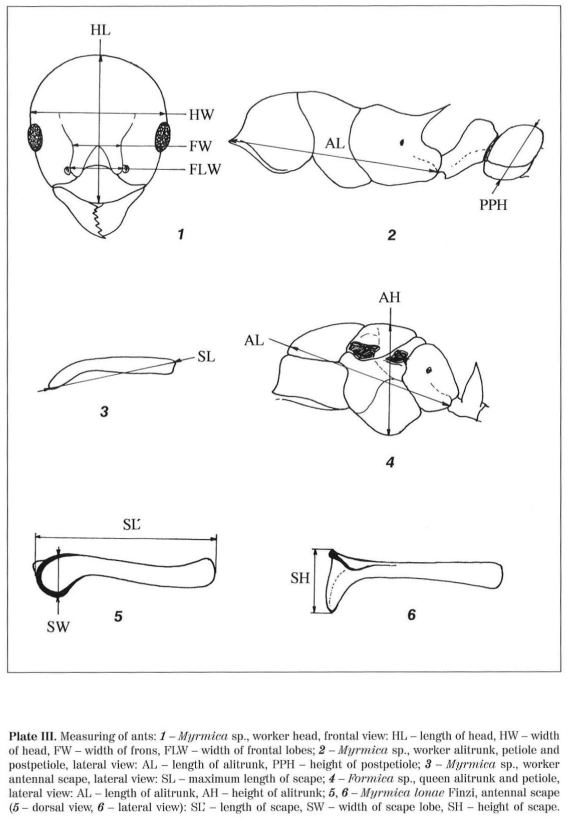 HL
HW
FW
FLW
1
AL
PPH
2
SL
3
AH
AL
4
SL'
SW
5
SH
6
Plate III. Measuring of ants: 1 – Myrmica sp., worker head, frontal view: HL – length of head, HW – width
of head, FW – width of frons, FLW – width of frontal lobes; 2 – Myrmica sp., worker alitrunk, petiole and
postpetiole, lateral view: AL – length of alitrunk, PPH – height of postpetiole; 3 – Myrmica sp., worker
antennal scape, lateral view: SL – maximum length of scape; 4 – Formica sp., queen alitrunk and petiole,
lateral view: AL – length of alitrunk, AH – height of alitrunk; 5, 6 – Myrmica lonae Finzi, antennal scape
(5 – dorsal view, 6 – lateral view): SL' – length of scape, SW – width of scape lobe, SH – height of scape.